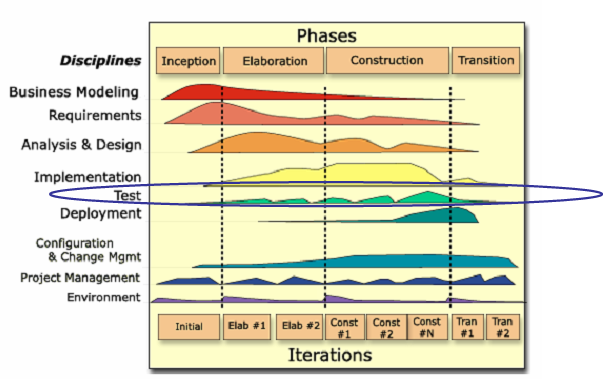 Phases
Disciplines
Inception
Elaboration
Construction
Transition
Business Modeling
Requirements
Analysis & Design
Implementation
Test
Deployment
Configuration
& Change Mgmt
Project Management
Environment
Initial
Elab #1
Elab #2
Const
#1
Const
#2
Const
#N
Tran
#1
Tran
#2
Iterations